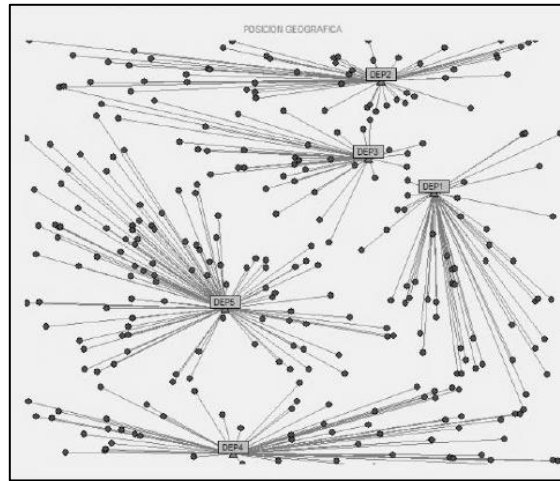 POSICION GEOGRAFICA
DEP2
DEP3
DEP1
DEP5
DEP4